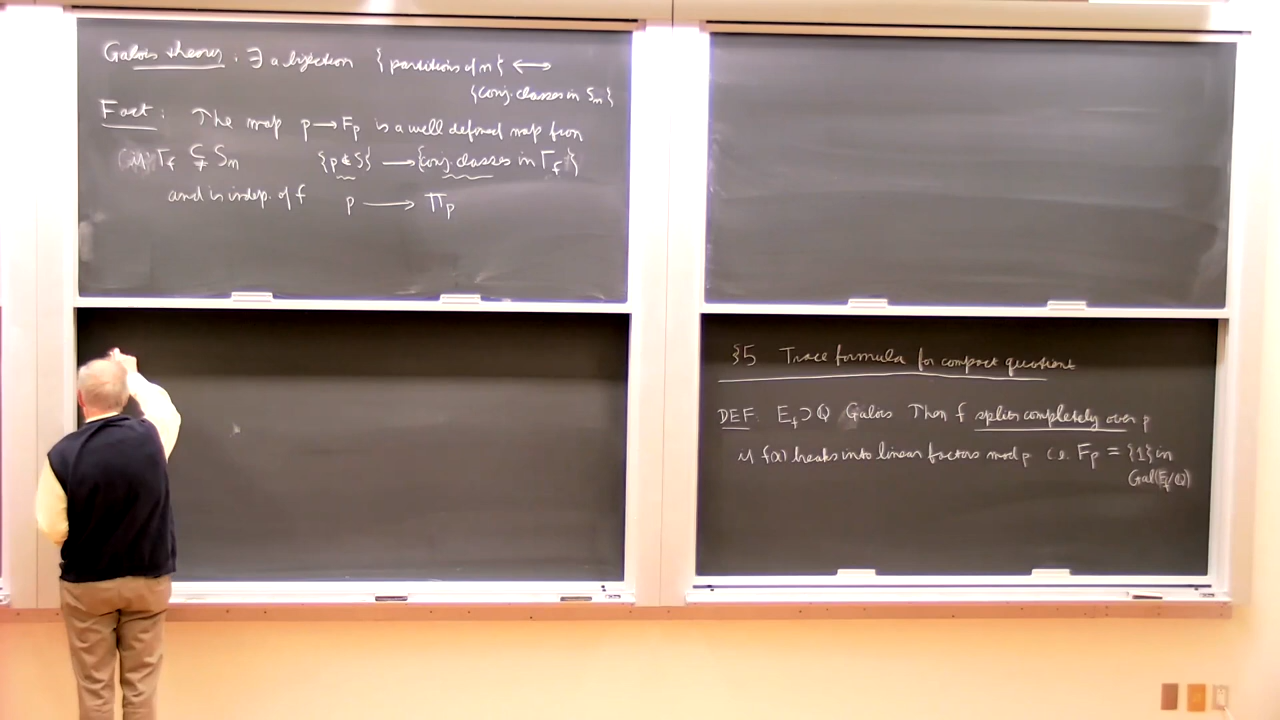 Galois theory : ∃ a bijection { partitions of n } ⟷
{conj. classes in Sn}
Fact : The map p → Fp is a well defined map from
Γf ⊊ Sn {p ∉ S} → {conj. classes in Γf}
and is indep. of f p → Πp
§5 Trace formula for compact quotient
DEF. Ef ⊃ Q Galois Then f splits completely over p
if f(x) breaks into linear factors mod p i.e. Fp = {1} in
Gal(Ef/Q)